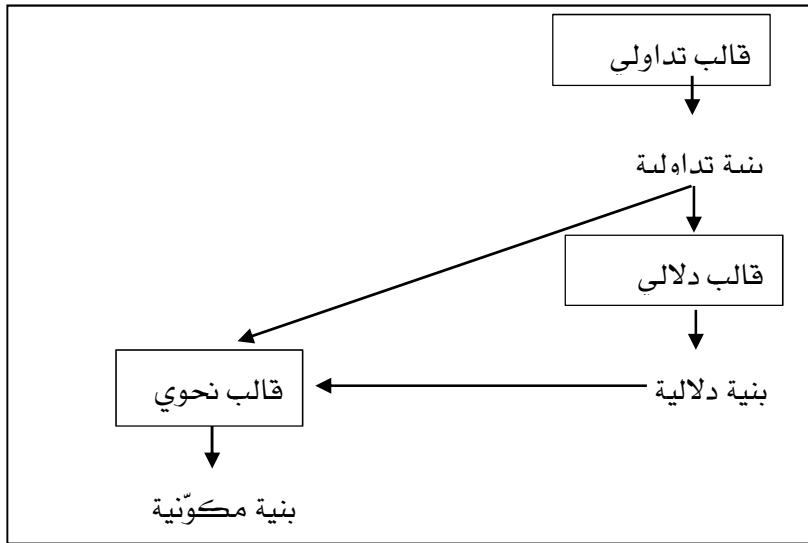 قالب تداولي
بنية تداولية
قالب دلالي
بنية دلالية
قالب نحوي
بنية مكوّنية